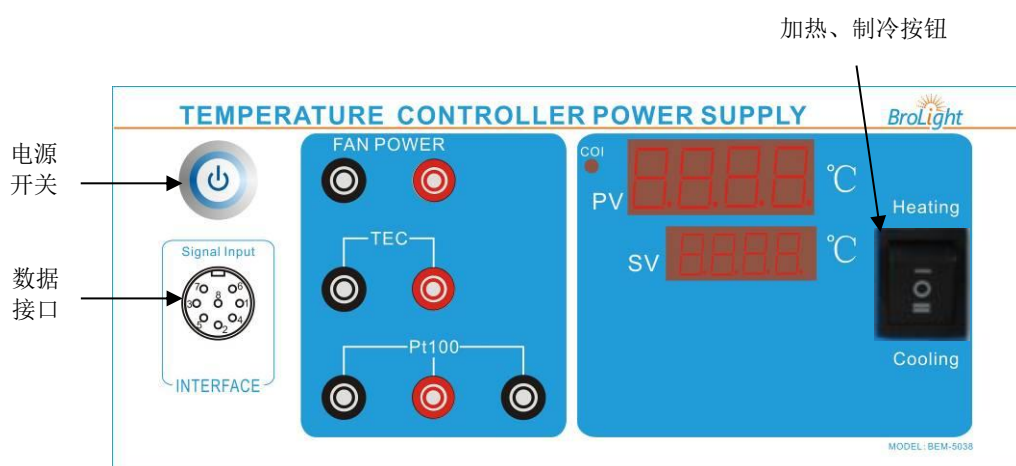 加热、制冷按钮
TEMPERATURE CONTROLLER POWER SUPPLY
BroLight
电源
开关
FAN POWER
COI
PV
℃
Heating
Signal Input
TEC
SV
℃
数据
接口
7 6
3 8 1
5 2 4
Pt100
Cooling
INTERFACE
MODEL: BEM-5038